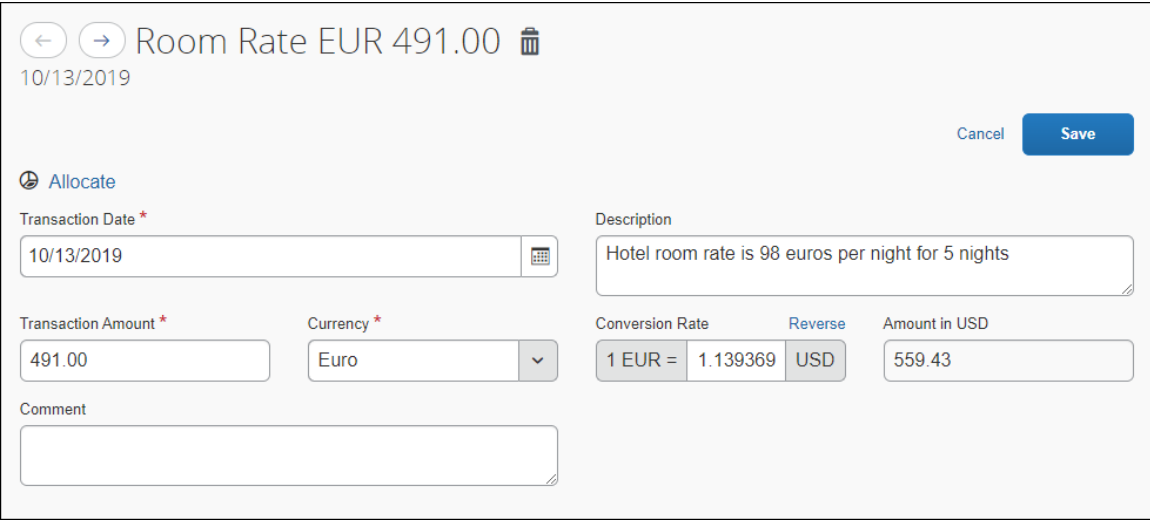 Room Rate EUR 491.00
10/13/2019
Cancel Save
Allocate
Transaction Date * Description
10/13/2019 Hotel room rate is 98 euros per night for 5 nights
Transaction Amount * Currency * Conversion Rate Reverse Amount in USD
491.00 Euro 1 EUR = 1.139369 USD 559.43
Comment